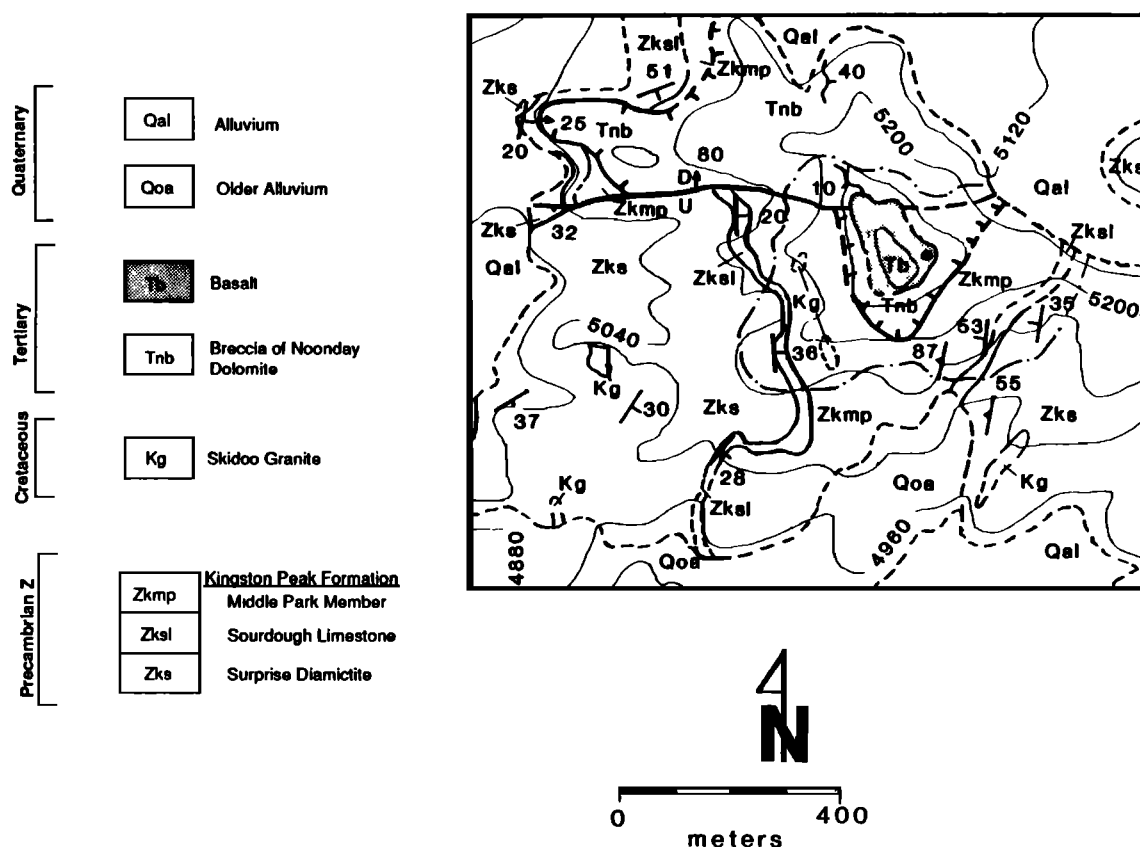 Quaternary
Qal Alluvium
Qoa Older Alluvium
Tertiary
Tb Basalt
Tnb Breccia of Noonday
Dolomite
Cretaceous
Kg Skidoo Granite
Precambrian Z
Kingston Peak Formation
Zkmp Middle Park Member
Zksl Sourdough Limestone
Zks Surprise Diamictite
Zksl
Qal
51
Zkmp
40
Zks
Tnb
25
Tnb
5200
5120
20
80
Zks
D
10
Qal
Zkmp
U
20
Zksl
Zks
32
Qal
Zks
Zksl
Tb
Zkmp
Kg
Tnb
5200
35
5040
53
36
87
Kg
55
Zks
Zkmp
Zks
30
37
28
Kg
Qoa
Kg
Zksl
4880
Qoa
4960
Qal
N
0 400
meters